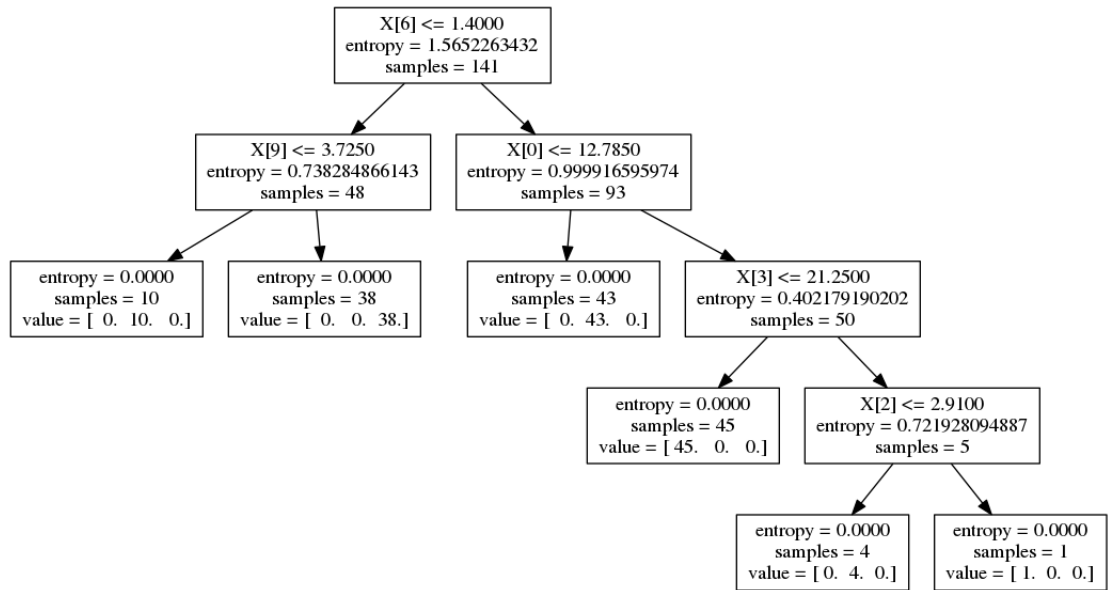 X[6] <= 1.4000
entropy = 1.5652263432
samples = 141
X[9] <= 3.7250
entropy = 0.738284866143
samples = 48
X[0] <= 12.7850
entropy = 0.999916595974
samples = 93
entropy = 0.0000
samples = 10
value = [ 0. 10. 0.]
entropy = 0.0000
samples = 38
value = [ 0. 0. 38.]
entropy = 0.0000
samples = 43
value = [ 0. 43. 0.]
X[3] <= 21.2500
entropy = 0.402179190202
samples = 50
entropy = 0.0000
samples = 45
value = [ 45. 0. 0.]
X[2] <= 2.9100
entropy = 0.721928094887
samples = 5
entropy = 0.0000
samples = 4
value = [ 0. 4. 0.]
entropy = 0.0000
samples = 1
value = [ 1. 0. 0.]